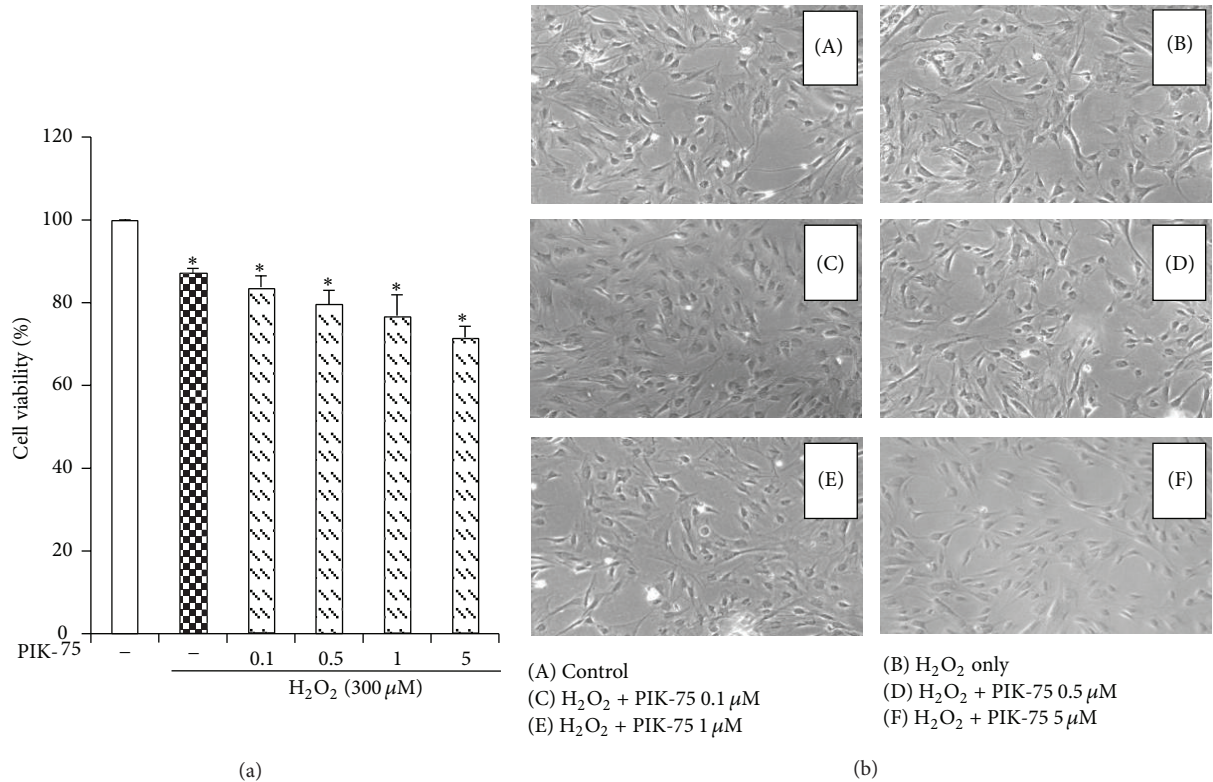 120
100
80
60
40
20
0
Cell viability (%)
*
*
*
*
*
PIK-75
– – 0.1 0.5 1 5
H₂O₂ (300 μM)
(a)
(A)
(B)
(C)
(D)
(E)
(F)
(A) Control
(B) H₂O₂ only
(C) H₂O₂ + PIK-75 0.1 μM
(D) H₂O₂ + PIK-75 0.5 μM
(E) H₂O₂ + PIK-75 1 μM
(F) H₂O₂ + PIK-75 5 μM
(b)